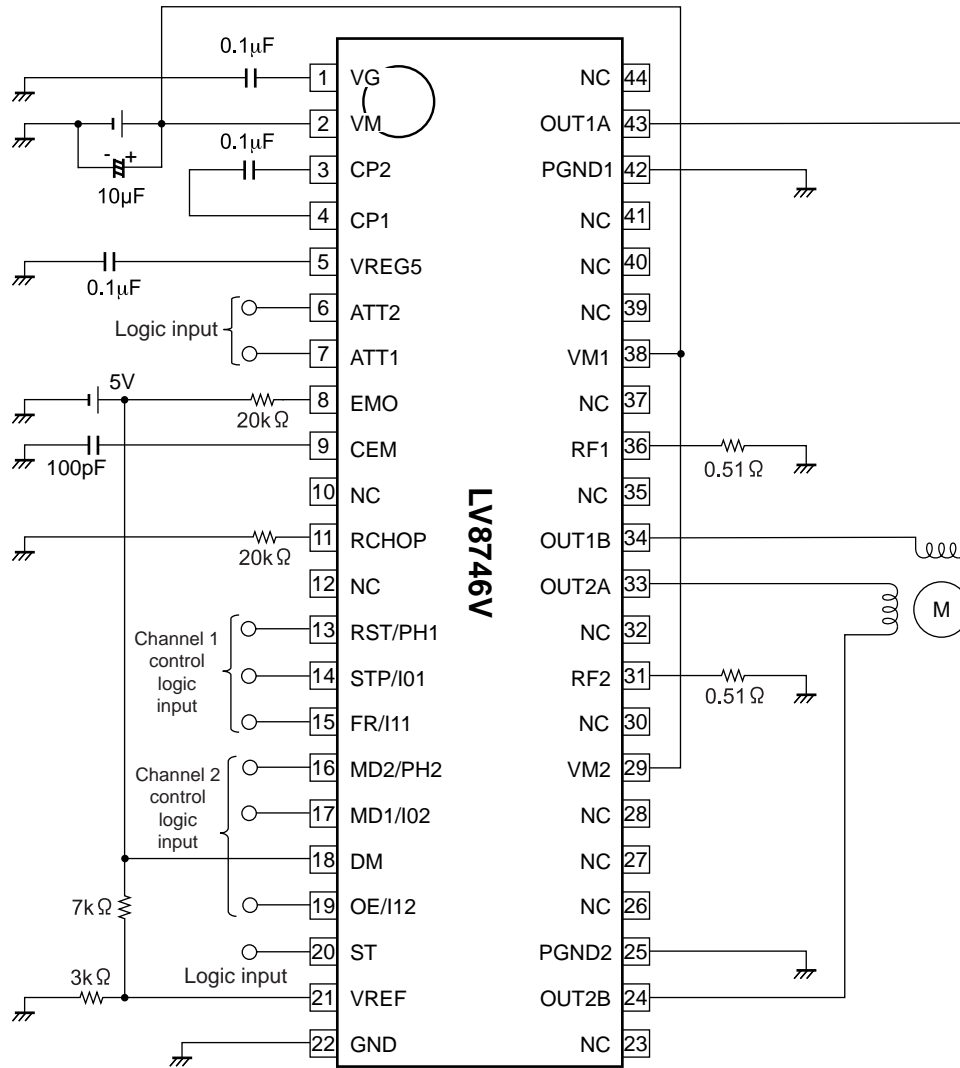 0.1μF
1 VG
NC 44
2 VM
OUT1A 43
- +
10μF
0.1μF
3 CP2
PGND1 42
4 CP1
NC 41
5 VREG5
0.1μF
NC 40
6 ATT2
NC 39
Logic input
7 ATT1
VM1 38
5V
20kΩ
8 EMO
NC 37
100pF
9 CEM
RF1 36
0.51Ω
10 NC
NC 35
20kΩ
11 RCHOP
OUT1B 34
12 NC
OUT2A 33
LV8746V
M
Channel 1
control
logic
input
13 RST/PH1
NC 32
14 STP/I01
RF2 31
0.51Ω
15 FR/I11
NC 30
Channel 2
control
logic
input
16 MD2/PH2
VM2 29
17 MD1/I02
NC 28
18 DM
NC 27
7kΩ
19 OE/I12
NC 26
20 ST
PGND2 25
Logic input
3kΩ
21 VREF
OUT2B 24
22 GND
NC 23